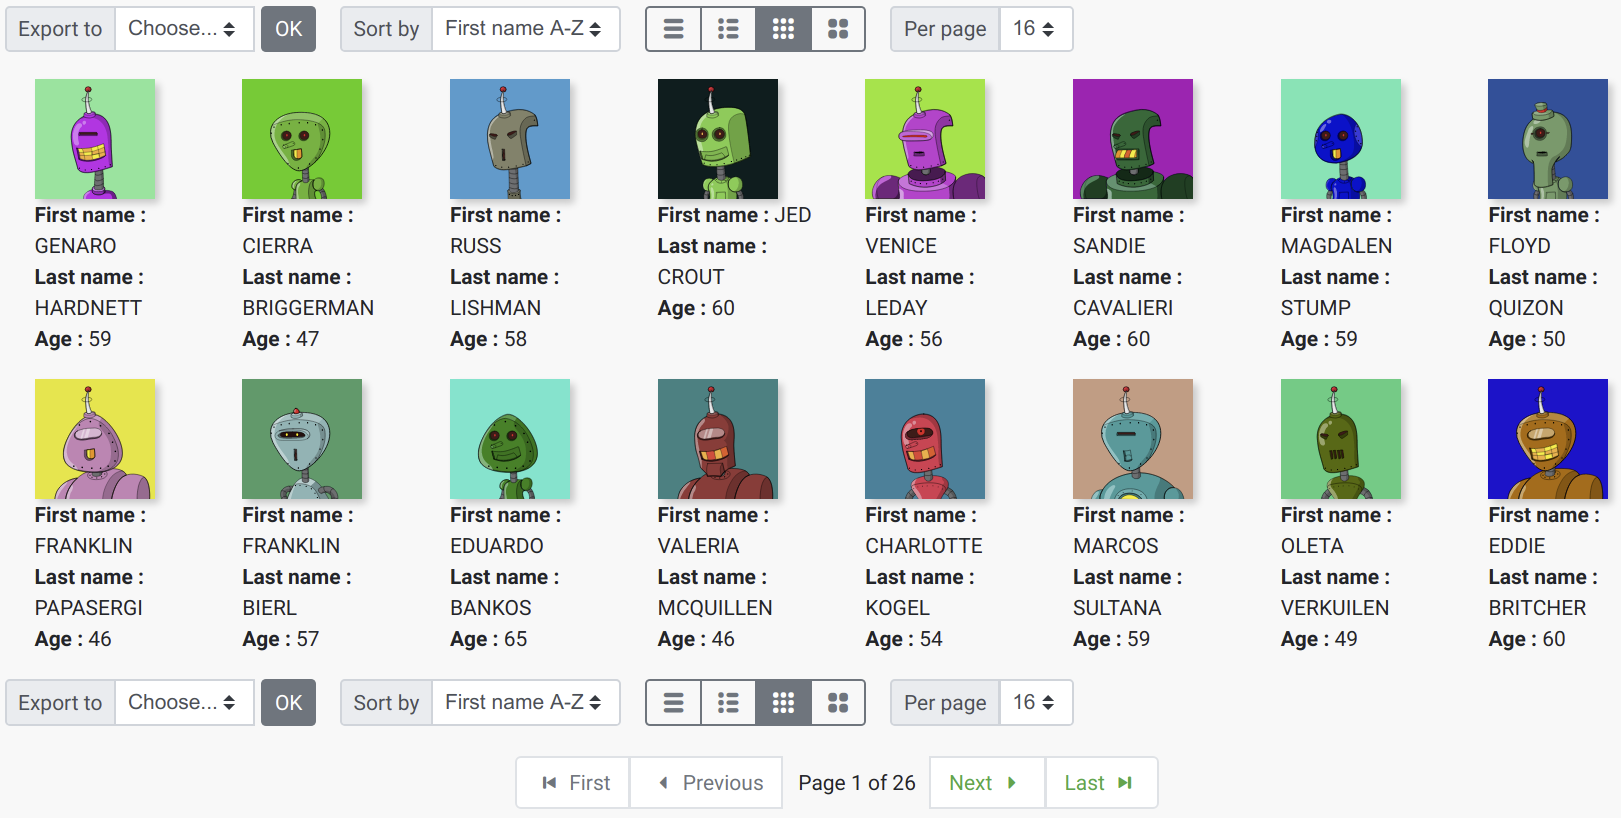 Export to Choose... OK Sort by First name A-Z Per page 16
First name : First name : First name : First name : JED First name : First name : First name : First name :
GENARO CIERRA RUSS Last name : VENICE SANDIE MAGDALEN FLOYD
Last name : Last name : Last name : CROUT Last name : Last name : Last name : Last name :
HARDNETT BRIGGERMAN LISHMAN Age : 60 LEDAY CAVALIERI STUMP QUIZON
Age : 59 Age : 47 Age : 58 Age : 56 Age : 60 Age : 59 Age : 50
First name : First name : First name : First name : First name : First name : First name : First name :
FRANKLIN FRANKLIN EDUARDO VALERIA CHARLOTTE MARCOS OLETA EDDIE
Last name : Last name : Last name : Last name : Last name : Last name : Last name : Last name :
PAPASERGI BIERL BANKOS MCQUILLEN KOGEL SULTANA VERKUILEN BRITCHER
Age : 46 Age : 57 Age : 65 Age : 46 Age : 54 Age : 59 Age : 49 Age : 60
Export to Choose... OK Sort by First name A-Z Per page 16
First Previous Page 1 of 26 Next Last